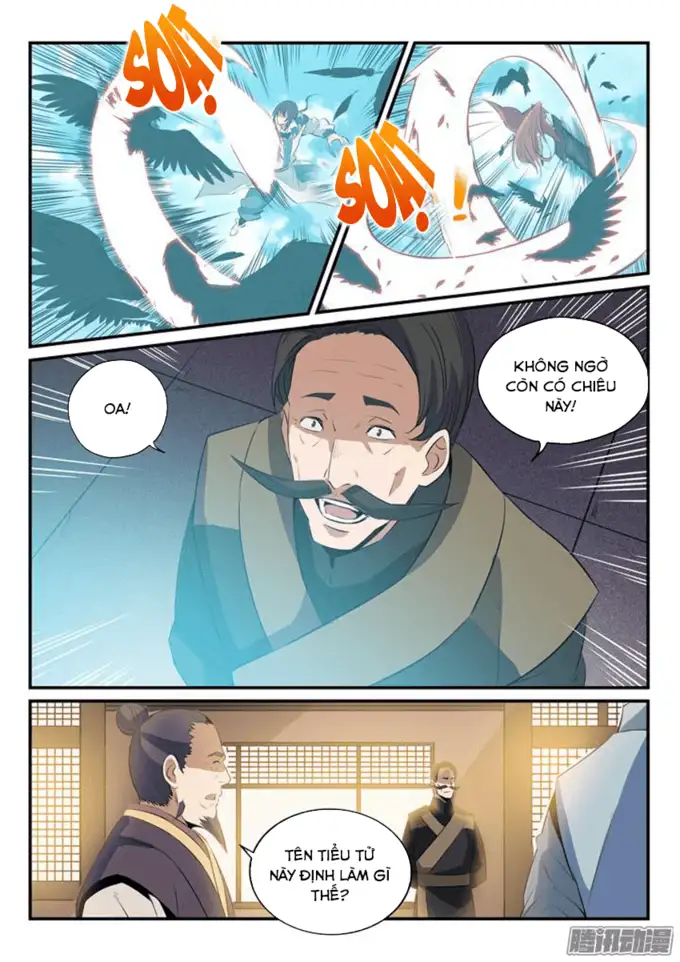 SOẠT
SOẠT
!
OA!
KHÔNG NGỜ
CÒN CÓ CHIÊU
NÀY!
TÊN TIỂU TỬ
NÀY ĐỊNH LÀM GÌ
THẾ?
腾讯动漫